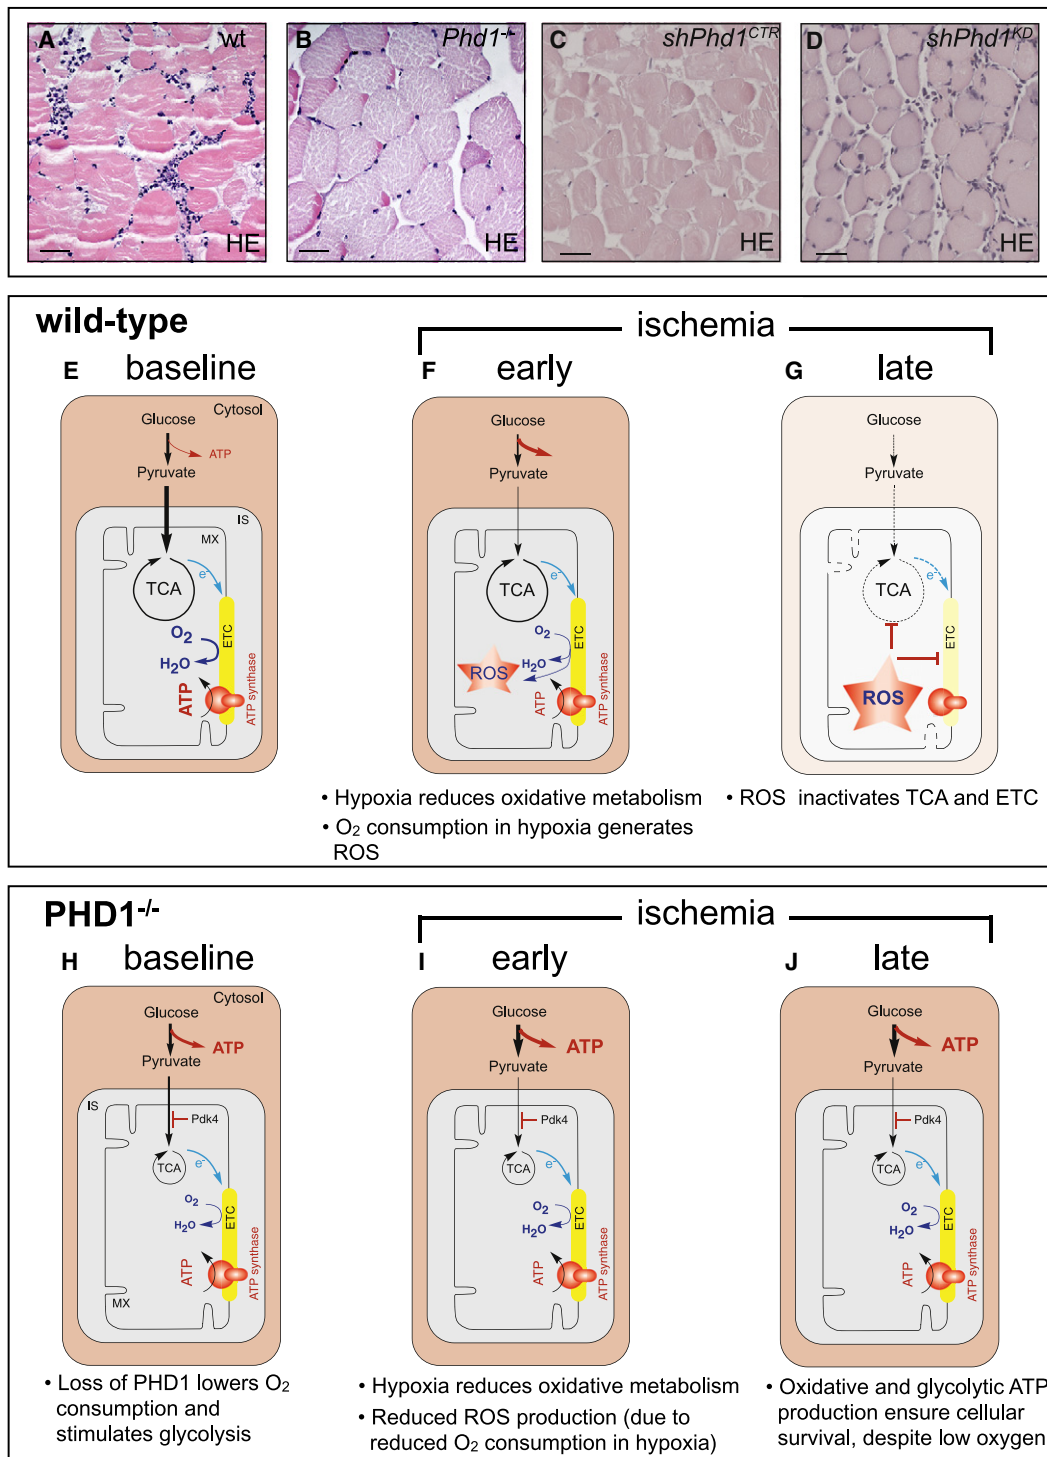 A
wt
HE
B
Phd1-/-
HE
C
shPhd1CTR
HE
D
shPhd1KD
HE
wild-type
ischemia
E baseline
F early
G late
Cytosol
Glucose
ATP
Pyruvate
IS
MX
TCA
e-
O2
H2O
ETC
ATP
ATP synthase
Glucose
Pyruvate
TCA
e-
O2
H2O
ROS
ETC
ATP
ATP synthase
Glucose
Pyruvate
TCA
e-
ETC
ROS
• Hypoxia reduces oxidative metabolism
• O2 consumption in hypoxia generates
ROS
• ROS inactivates TCA and ETC
PHD1-/-
ischemia
H baseline
I early
J late
Cytosol
Glucose
ATP
Pyruvate
IS
Pdk4
TCA
e-
O2
H2O
ETC
ATP
ATP synthase
MX
Glucose
ATP
Pyruvate
Pdk4
TCA
e-
O2
H2O
ETC
ATP
ATP synthase
Glucose
ATP
Pyruvate
Pdk4
TCA
e-
O2
H2O
ETC
ATP
ATP synthase
• Loss of PHD1 lowers O2
consumption and
stimulates glycolysis
• Hypoxia reduces oxidative metabolism
• Reduced ROS production (due to
reduced O2 consumption in hypoxia)
• Oxidative and glycolytic ATP
production ensure cellular
survival, despite low oxygen